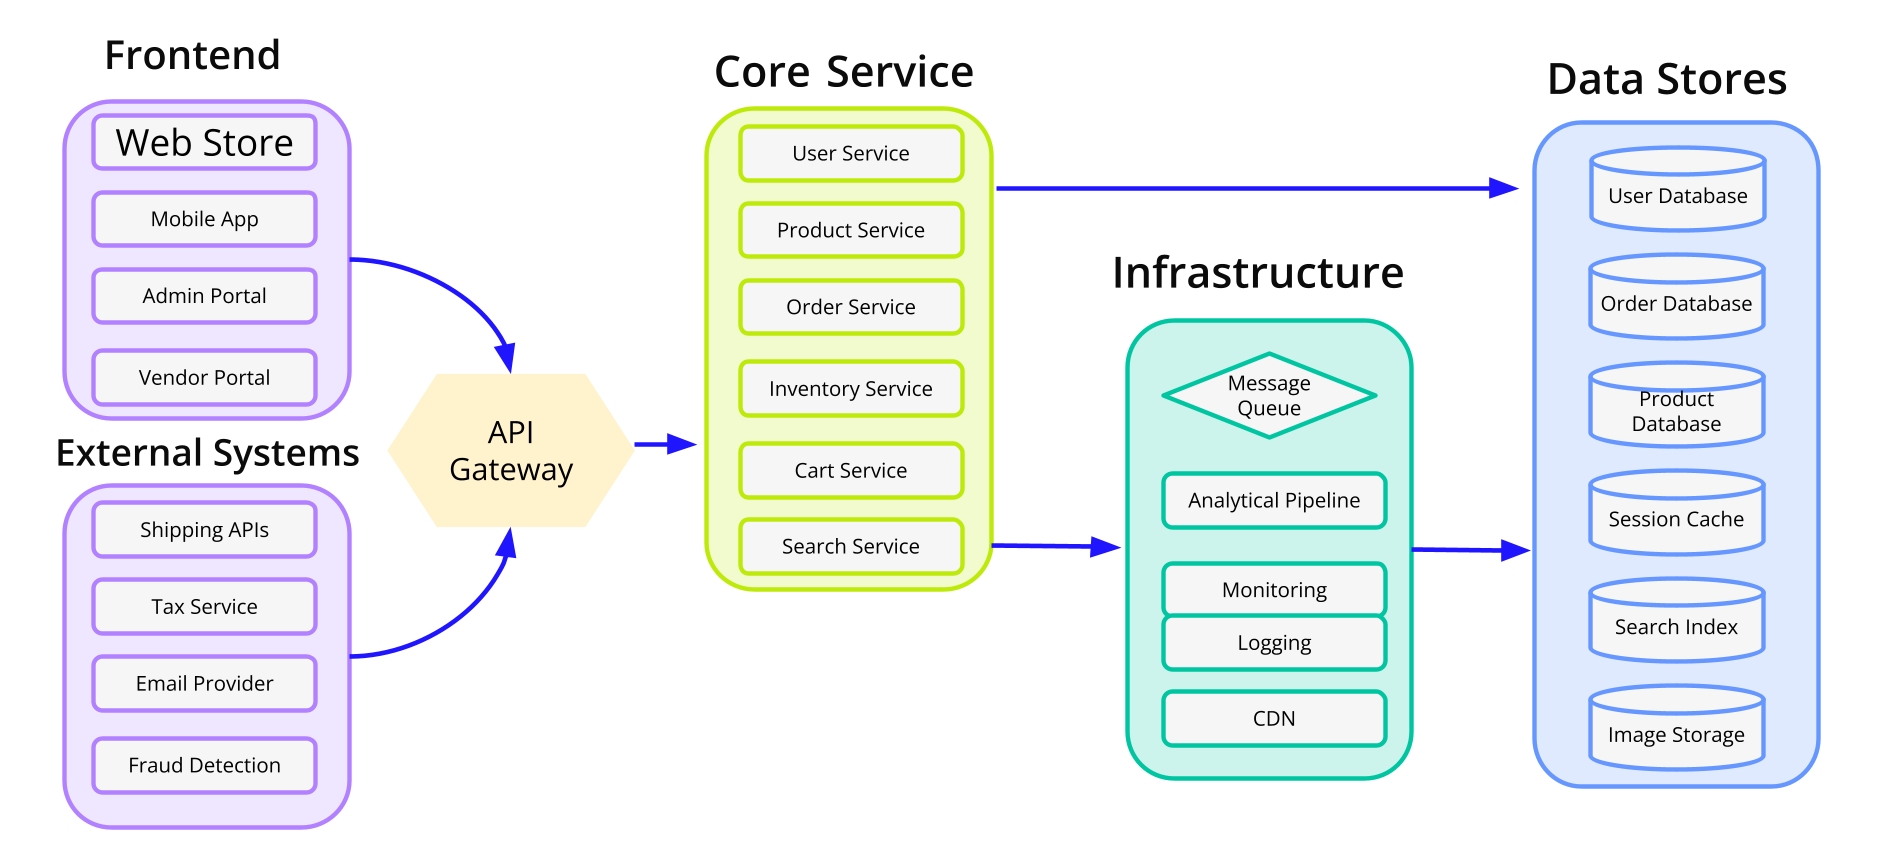 Frontend
Web Store
Mobile App
Admin Portal
Vendor Portal
External Systems
Shipping APIs
Tax Service
Email Provider
Fraud Detection
API
Gateway
Core Service
User Service
Product Service
Order Service
Inventory Service
Cart Service
Search Service
Infrastructure
Message
Queue
Analytical Pipeline
Monitoring
Logging
CDN
Data Stores
User Database
Order Database
Product
Database
Session Cache
Search Index
Image Storage